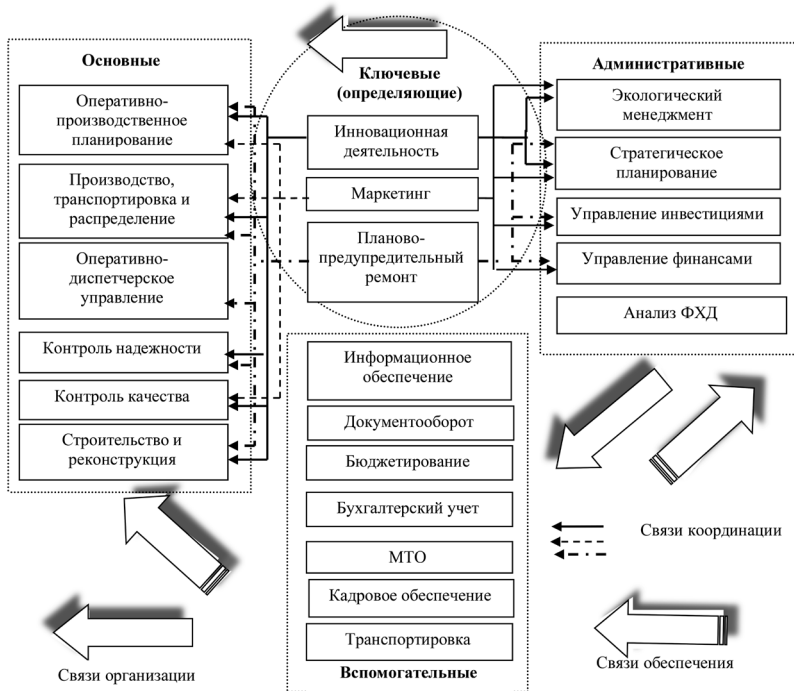 Основные
Оперативно-
производственное
планирование
Производство,
транспортировка и
распределение
Оперативно-
диспетчерское
управление
Контроль надежности
Контроль качества
Строительство и
реконструкция
Ключевые
(определяющие)
Инновационная
деятельность
Маркетинг
Планово-
предупредительный
ремонт
Административные
Экологический
менеджмент
Стратегическое
планирование
Управление инвестициями
Управление финансами
Анализ ФХД
Информационное
обеспечение
Документооборот
Бюджетирование
Бухгалтерский учет
МТО
Кадровое обеспечение
Транспортировка
Вспомогательные
Связи координации
Связи организации
Связи обеспечения